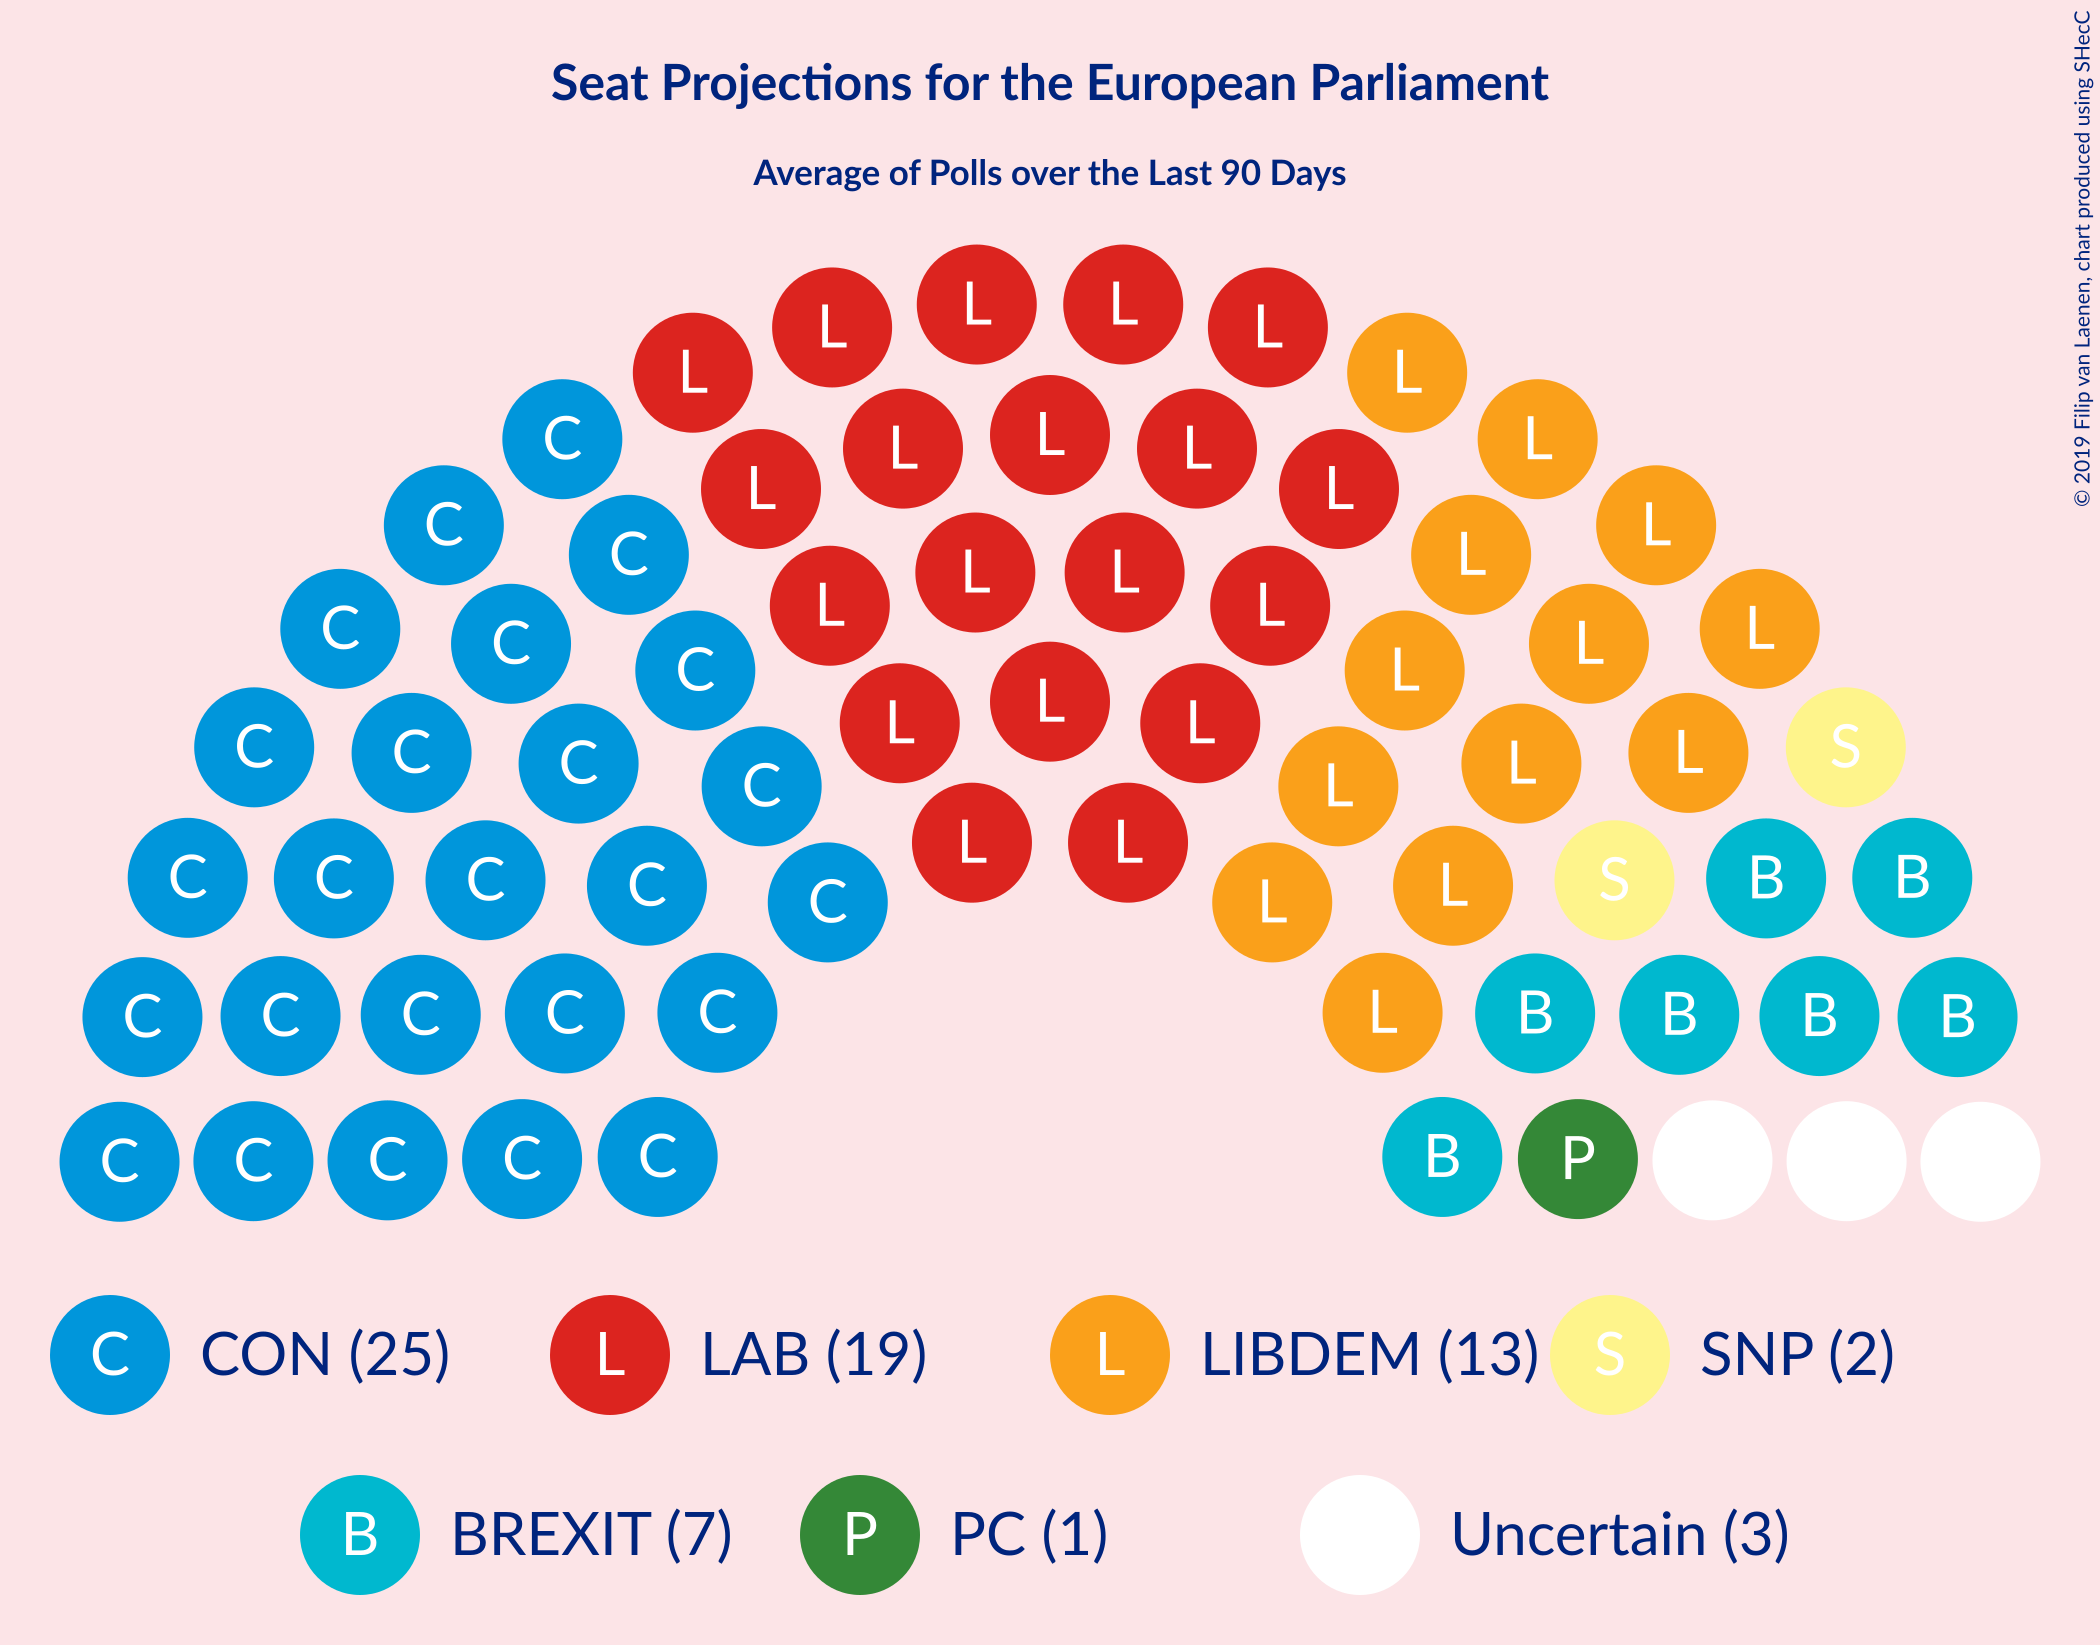 Seat Projections for the European Parliament
Average of Polls over the Last 90 Days
© 2019 Filip van Laenen, chart produced using SHecC
L L L L
L L
C L L L L
L L
C L
C L L L
C L L L
C C L L
L L L
C C C C L L L S
L L
C C C C C L L S B B
C C C C C L B B B B
C C C C C B P
C CON (25) L LAB (19) L LIBDEM (13) S SNP (2)
B BREXIT (7) P PC (1) Uncertain (3)